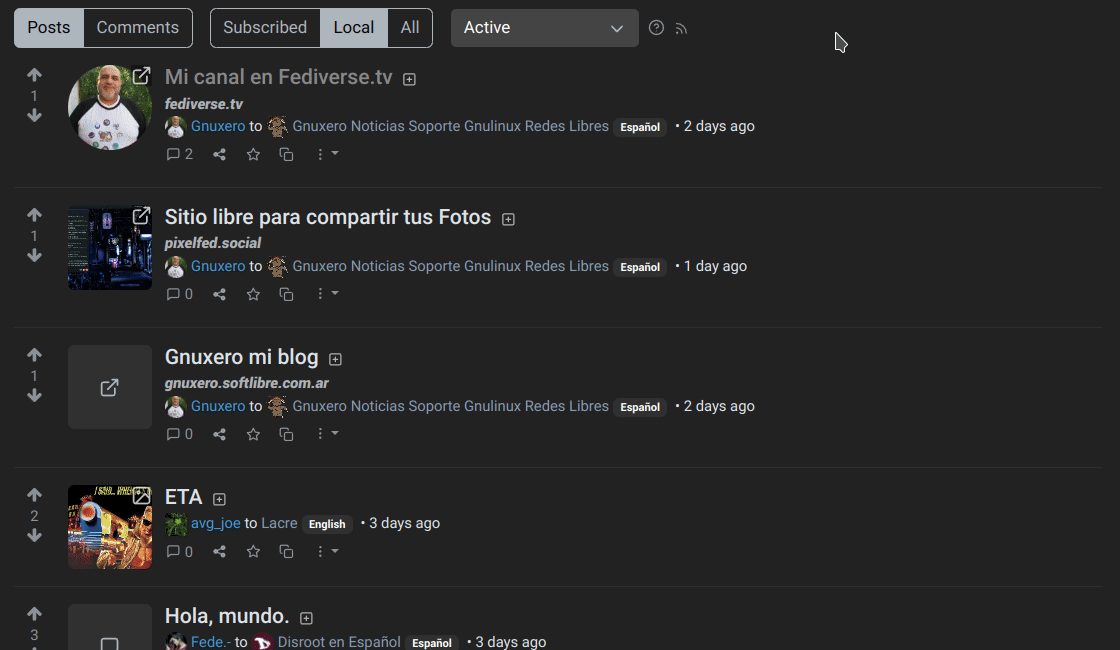 Posts Comments Subscribed Local All Active
Mi canal en Fediverse.tv
1
fediverse.tv
Gnuxero to Gnuxero Noticias Soporte Gnulinux Redes Libres Español • 2 days ago
2
Sitio libre para compartir tus Fotos
1
pixelfed.social
Gnuxero to Gnuxero Noticias Soporte Gnulinux Redes Libres Español • 1 day ago
0
Gnuxero mi blog
1
gnuxero.softlibre.com.ar
Gnuxero to Gnuxero Noticias Soporte Gnulinux Redes Libres Español • 2 days ago
0
ETA
2
avg_joe to Lacre English • 3 days ago
0
Hola, mundo.
3
Fede.- to Disroot en Español Español • 3 days ago